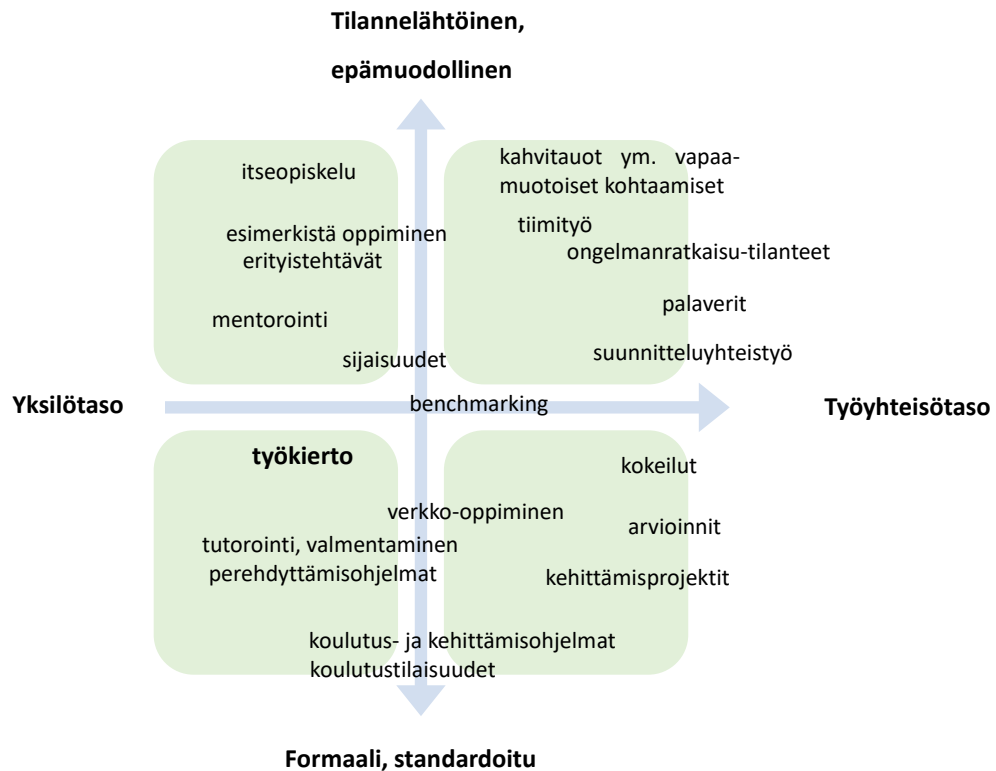 Tilannelähtöinen,
epämuodollinen
itseopiskelu
esimerkistä oppiminen
erityistehtävät
mentorointi
sijaisuudet
kahvitauot ym. vapaa-
muotoiset kohtaamiset
tiimityö
ongelmanratkaisu-tilanteet
palaverit
suunnitteluyhteistyö
Yksilötaso
benchmarking
Työyhteisötaso
työkierto
verkko-oppiminen
tutorointi, valmentaminen
perehdyttämisohjelmat
kokeilut
arvioinnit
kehittämisprojektit
koulutus- ja kehittämisohjelmat
koulutustilaisuudet
Formaali, standardoitu